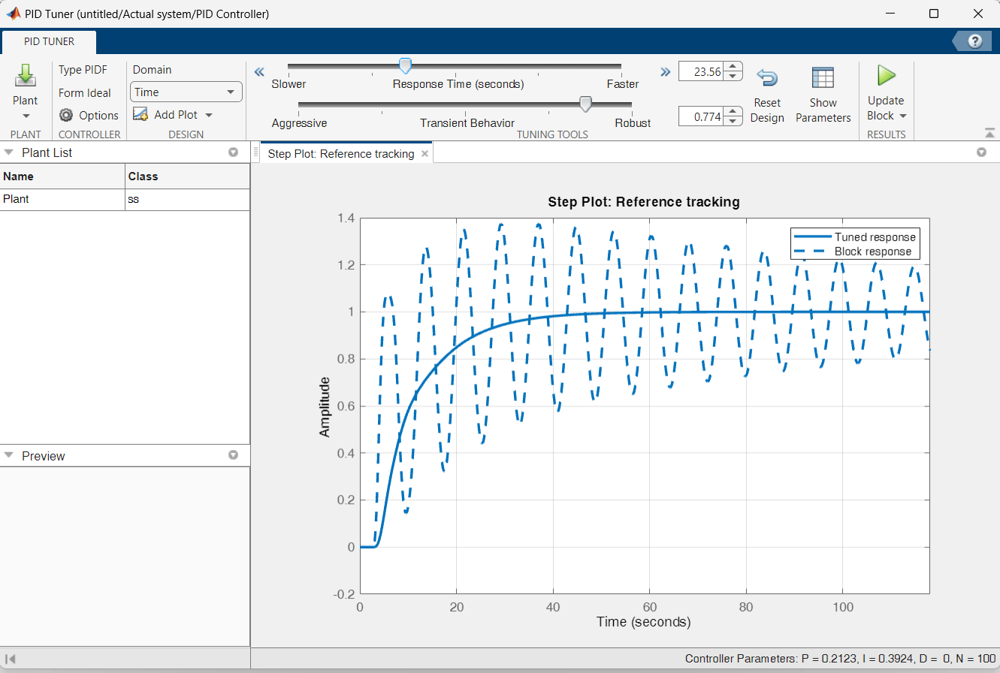 PID Tuner (untitled/Actual system/PID Controller)
PID TUNER
?
Plant
PLANT
Type PIDF
Form Ideal
Options
CONTROLLER
Domain
Time
Add Plot
DESIGN
Slower Response Time (seconds) Faster
23.56
Aggressive Transient Behavior Robust
0.774
TUNING TOOLS
Reset
Design
Show
Parameters
Update
Block
RESULTS
Plant List
Name Class
Plant ss
Preview
Step Plot: Reference tracking
Step Plot: Reference tracking
Tuned response
Block response
Amplitude
1.4
1.2
1
0.8
0.6
0.4
0.2
0
-0.2
0 20 40 60 80 100
Time (seconds)
Controller Parameters: P = 0.2123, I = 0.3924, D = 0, N = 100